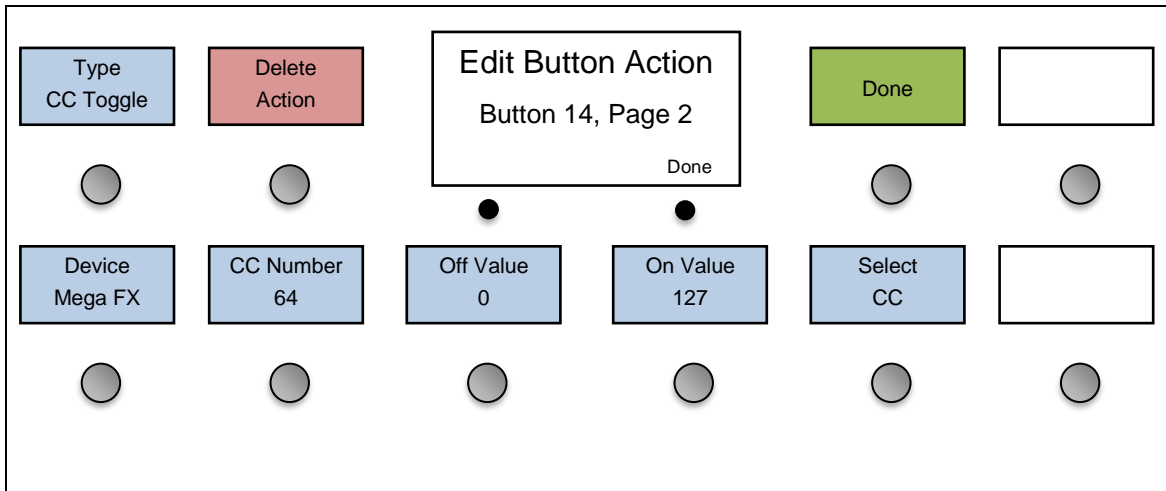 Type
CC Toggle
Delete
Action
Edit Button Action
Button 14, Page 2
Done
Done
Device
Mega FX
CC Number
64
Off Value
0
On Value
127
Select
CC